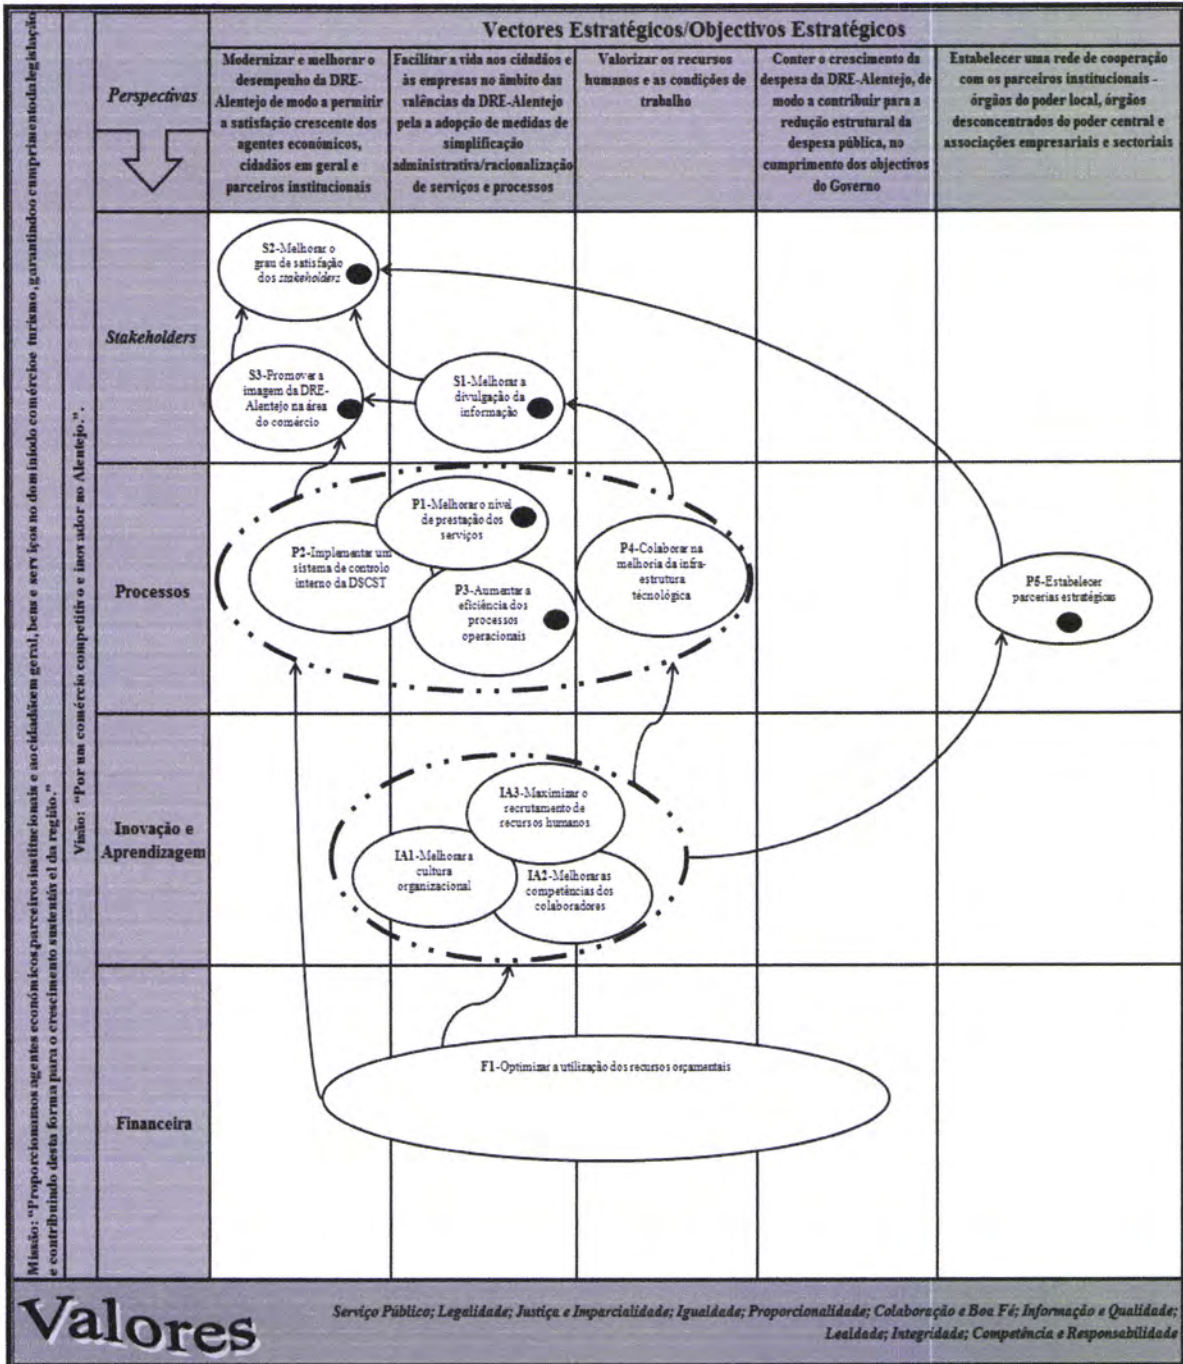 Vectores Estratégicos/Objectivos Estratégicos
Perspectivas
Modernizar e melhorar o
desempenho da DRE-
Alentejo de modo a permitir
a satisfação crescente dos
agentes económicos,
cidadãos em geral e
parceiros institucionais
Facilitar a vida aos cidadãos e
às empresas no âmbito das
valências da DRE-Alentejo
pela a adopção de medidas de
simplificação
administrativa/racionalização
de serviços e processos
Valorizar os recursos
humanos e as condições de
trabalho
Conter o crescimento da
despesa da DRE-Alentejo, de
modo a contribuir para a
redução estrutural da
despesa pública, no
cumprimento dos objectivos
do Governo
Estabelecer uma rede de cooperação
com os parceiros institucionais -
órgãos do poder local, órgãos
desconcentrados do poder central e
associações empresariais e sectoriais
Missão: "Proporcionamos agentes económicos, parceiros institucionais e ao cidadão em geral, bens e serviços no domínio do comércio e turismo, garantindo o cumprimento da legislação
e contribuindo desta forma para o crescimento sustentável da região."
Visão: "Por um comércio competitivo e inovador no Alentejo.".
Stakeholders
S2-Melhorar o
grau de satisfação
dos stakeholders
S3-Promover a
imagem da DRE-
Alentejo na área
do comércio
S1-Melhorar a
divulgação da
informação
Processos
P1-Melhorar o nível
de prestação dos
serviços
P2-Implementar um
sistema de controlo
interno da DSCST
P3-Aumentar a
eficiência dos
processos
operacionais
P4-Colaborar na
melhoria da infra-
estrutura
técnológica
P5-Estabelecer
parcerias estratégicas
Inovação e
Aprendizagem
IA3-Maximizar o
recrutamento de
recursos humanos
IA1-Melhorar a
cultura
organizacional
IA2-Melhorar as
competências dos
colaboradores
Financeira
F1-Optimizar a utilização dos recursos orçamentais
Valores
Serviço Público; Legalidade; Justiça e Imparcialidade; Igualdade; Proporcionalidade; Colaboração e Boa Fé; Informação e Qualidade;
Lealdade; Integridade; Competência e Responsabilidade